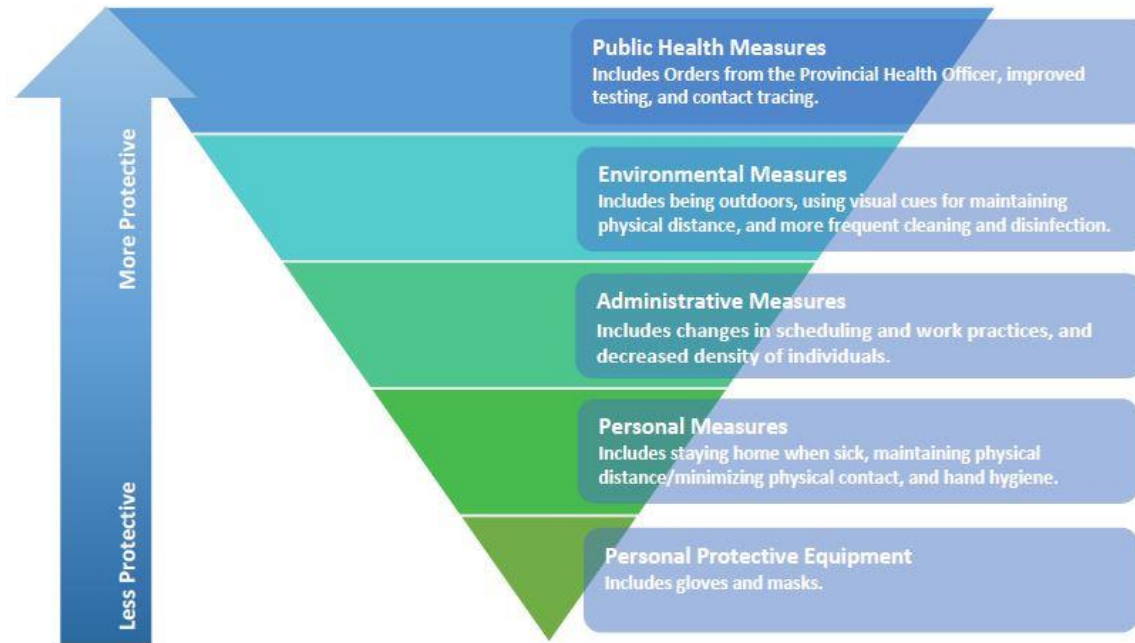 Public Health Measures
Includes Orders from the Provincial Health Officer, improved
testing, and contact tracing.
More Protective
Environmental Measures
Includes being outdoors, using visual cues for maintaining
physical distance, and more frequent cleaning and disinfection.
Administrative Measures
Includes changes in scheduling and work practices, and
decreased density of individuals.
Personal Measures
Includes staying home when sick, maintaining physical
distance/minimizing physical contact, and hand hygiene.
Less Protective
Personal Protective Equipment
Includes gloves and masks.